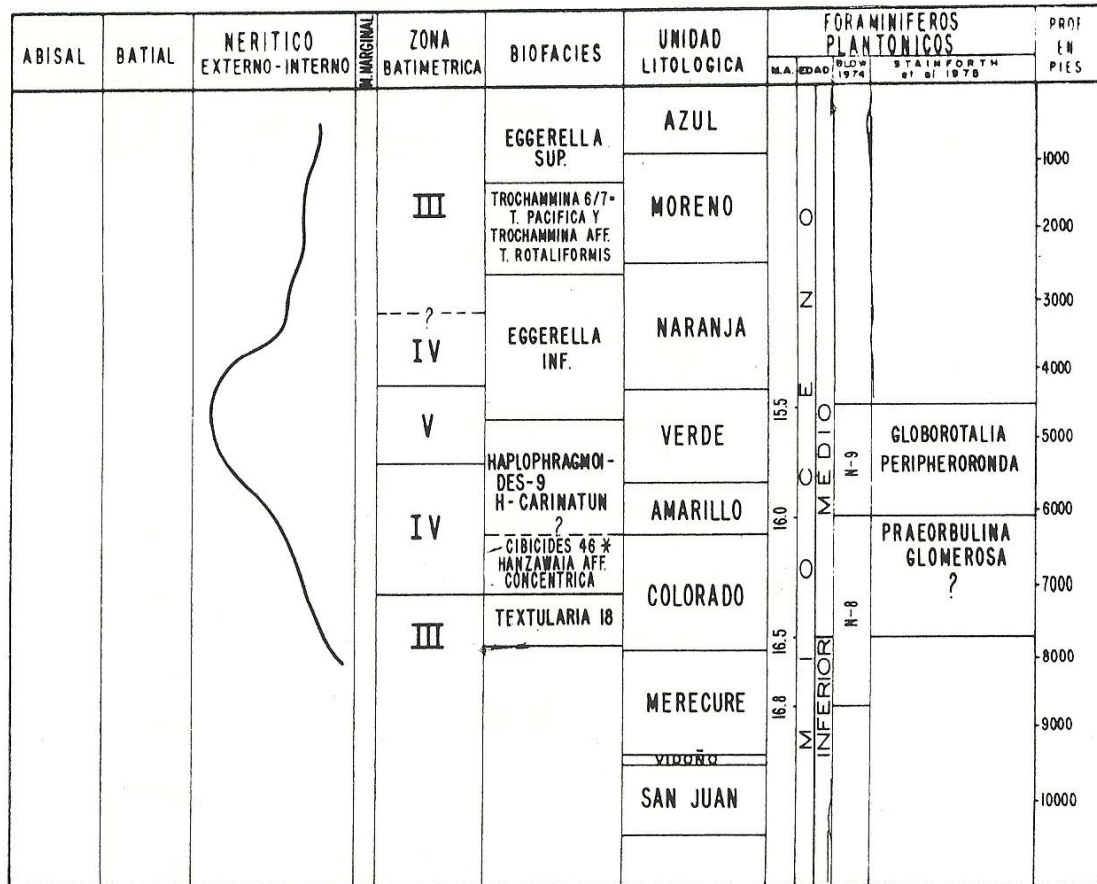 ABISAL
BATIAL
NERITICO
EXTERNO-INTERNO
MARGINAL
ZONA
BATIMETRICA
BIOFACIES
UNIDAD
LITOLOGICA
FORAMINIFEROS
PLANTONICOS
M.A.
EDAD
BLOW
1974
STAINFORTH
et al 1978
PROF
EN
PIES
III
?
IV
V
IV
III
EGGERELLA
SUP.
TROCHAMMINA 6/7-
T. PACIFICA Y
TROCHAMMINA AFF.
T. ROTALIFORMIS
EGGERELLA
INF.
HAPLOPHRAGMOI-
DES-9
H-CARINATUN
?
CIBICIDES 46 *
HANZAWAIA AFF.
CONCENTRICA
TEXTULARIA 18
AZUL
MORENO
NARANJA
VERDE
AMARILLO
COLORADO
MERECURE
VIDOÑO
SAN JUAN
15.5
16.0
16.5
16.8
MIOCENO
MEDIO
INFERIOR
N-9
N-8
GLOBOROTALIA
PERIPHERORONDA
PRAEORBULINA
GLOMEROSA
?
1000
2000
3000
4000
5000
6000
7000
8000
9000
10000